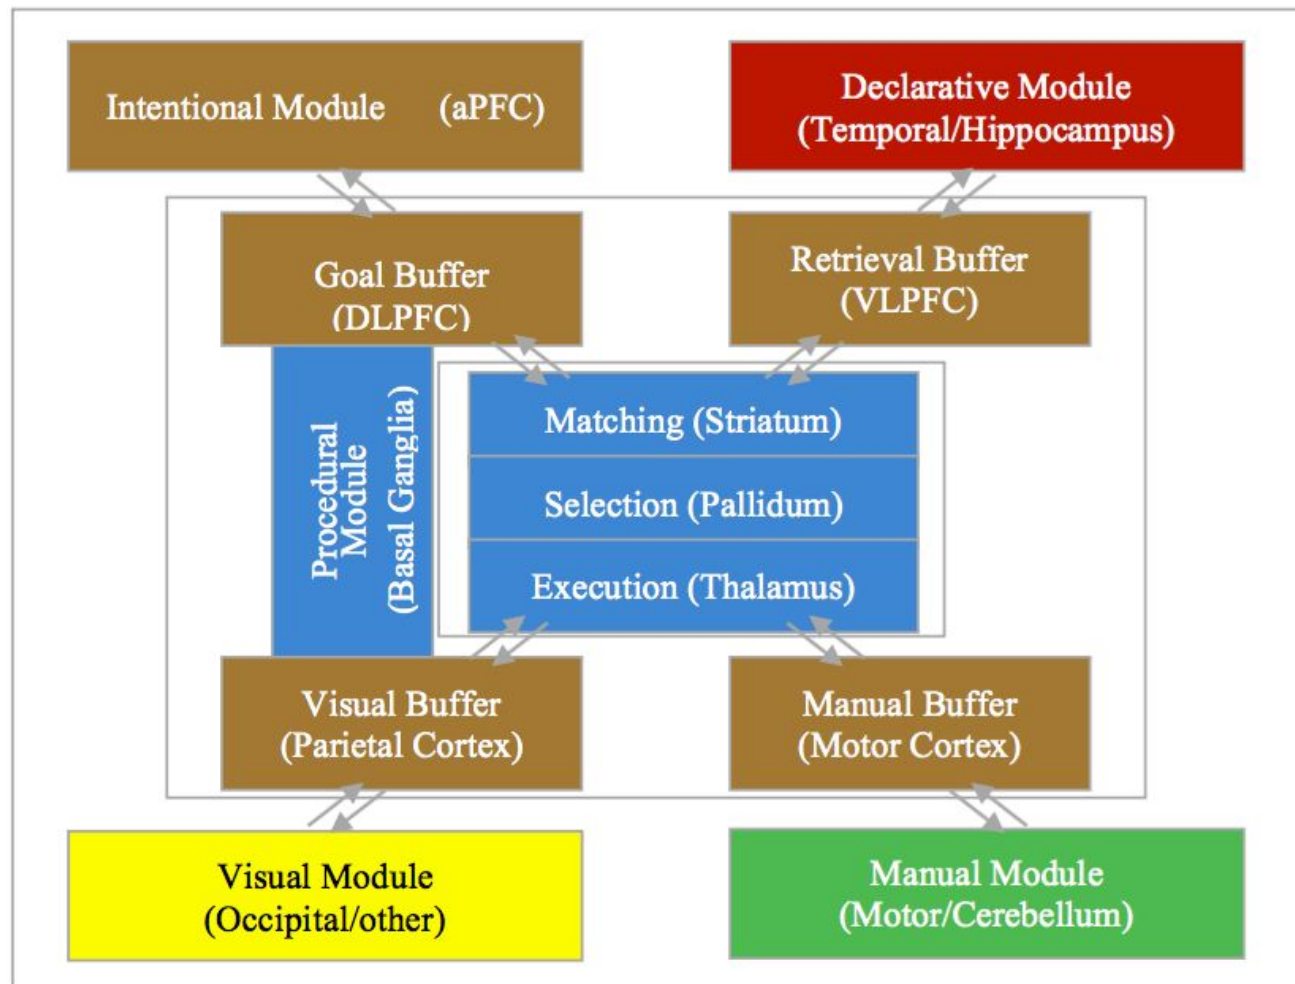 Intentional Module (aPFC)
Declarative Module
(Temporal/Hippocampus)
Goal Buffer
(DLPFC)
Retrieval Buffer
(VLPFC)
Procedural
Module
(Basal Ganglia)
Matching (Striatum)
Selection (Pallidum)
Execution (Thalamus)
Visual Buffer
(Parietal Cortex)
Manual Buffer
(Motor Cortex)
Visual Module
(Occipital/other)
Manual Module
(Motor/Cerebellum)